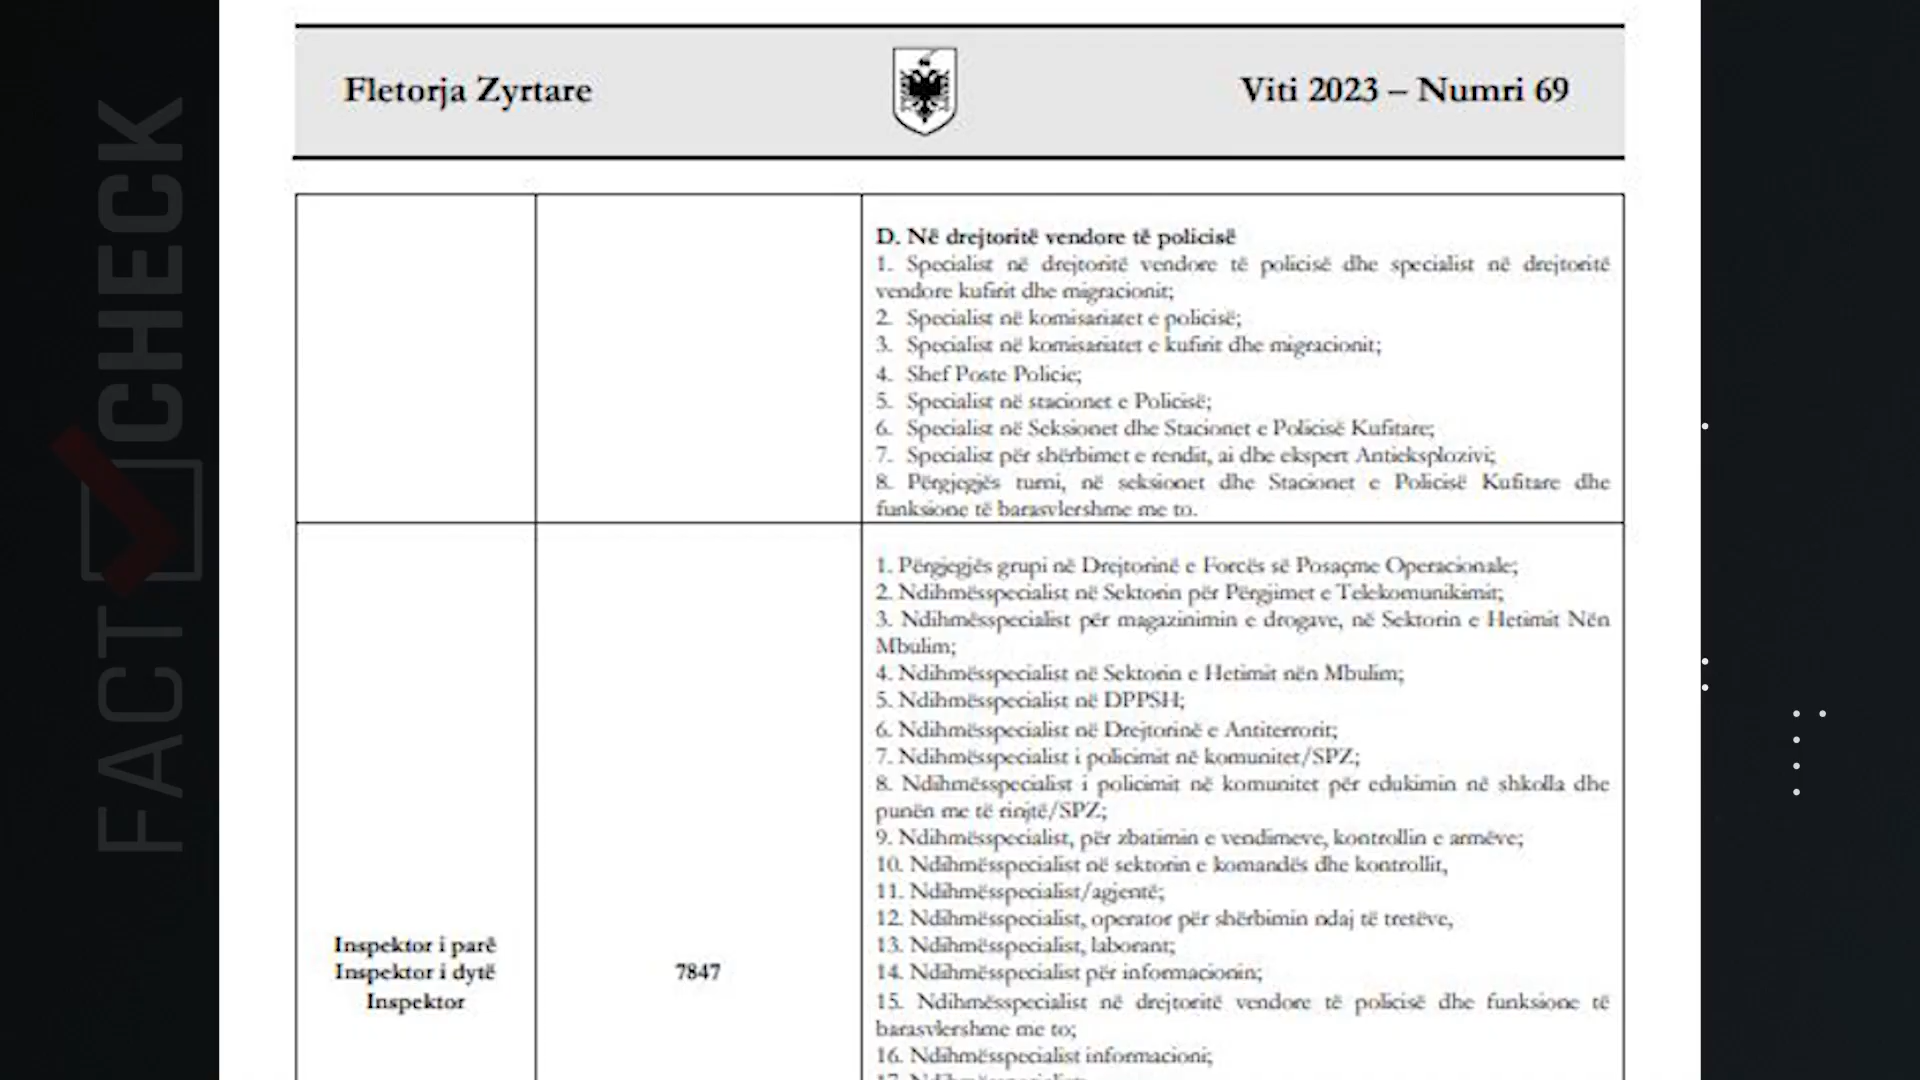 FACT CHECK
Fletorja Zyrtare
Viti 2023 – Numri 69
D. Në drejtoritë vendore të policisë
1. Specialist në drejtoritë vendore të policisë dhe specialist në drejtoritë
vendore kufirit dhe migracionit;
2. Specialist në komisariatet e policisë;
3. Specialist në komisariatet e kufirit dhe migracionit;
4. Shef Poste Policie;
5. Specialist në stacionet e Policisë;
6. Specialist në Seksionet dhe Stacionet e Policisë Kufitare;
7. Specialist për shërbimet e rendit, ai dhe ekspert Antieksplozivi;
8. Përgjegjës turni, në seksionet dhe Stacionet e Policisë Kufitare dhe
funksione të barasvlershme me to.
Inspektor i parë
Inspektor i dytë
Inspektor
7847
1. Përgjegjës grupi në Drejtorinë e Forcës së Posaçme Operacionale;
2. Ndihmësspecialist në Sektorin për Përgjimet e Telekomunikimit;
3. Ndihmësspecialist për magazinimin e drogave, në Sektorin e Hetimit Nën
Mbulim;
4. Ndihmësspecialist në Sektorin e Hetimit nën Mbulim;
5. Ndihmësspecialist në DPPSH;
6. Ndihmësspecialist në Drejtorinë e Antiterrorit;
7. Ndihmësspecialist i policimit në komunitet/SPZ;
8. Ndihmësspecialist i policimit në komunitet për edukimin në shkolla dhe
punën me të rinjtë/SPZ;
9. Ndihmësspecialist, për zbatimin e vendimeve, kontrollin e armëve;
10. Ndihmësspecialist në sektorin e komandës dhe kontrollit,
11. Ndihmësspecialist/agjentë;
12. Ndihmësspecialist, operator për shërbimin ndaj të tretëve,
13. Ndihmësspecialist, laborant;
14. Ndihmësspecialist për informacionin;
15. Ndihmësspecialist në drejtoritë vendore të policisë dhe funksione të
barasvlershme me to;
16. Ndihmësspecialist informacioni;